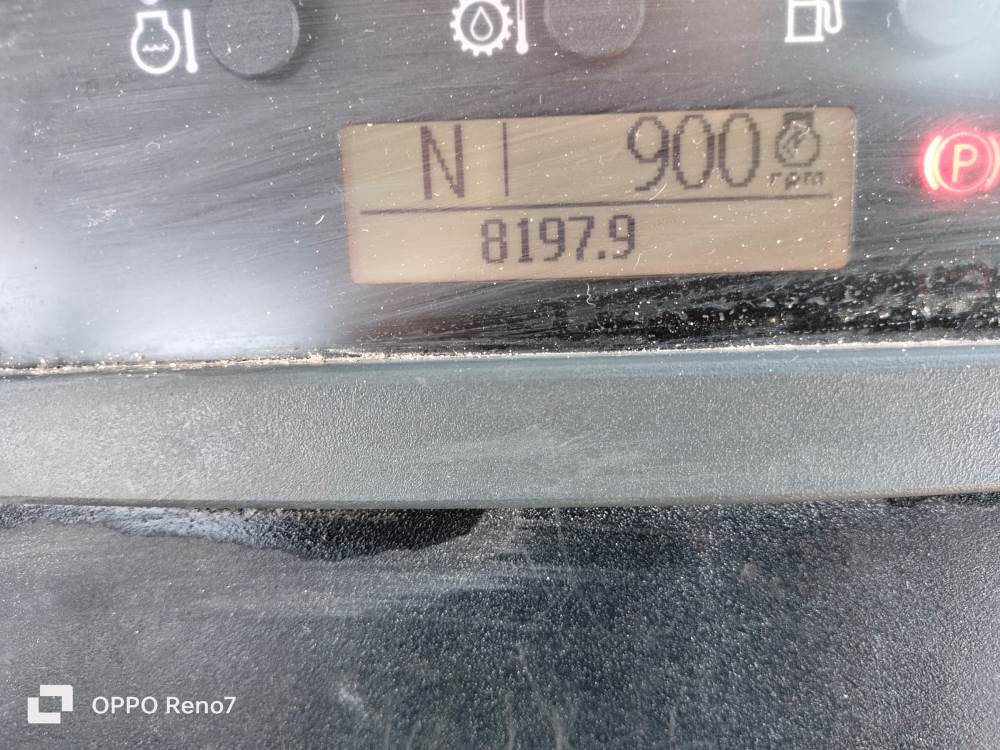 N 900 rpm
8197.9
P
OPPO Reno7